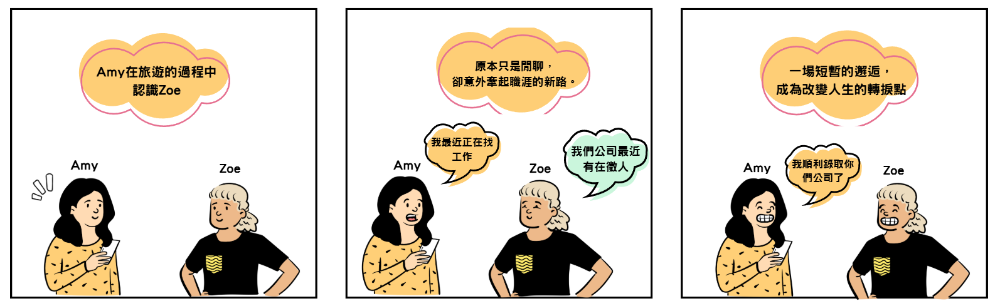 Amy在旅遊的過程中
認識Zoe
Amy
Zoe
原本只是閒聊，
卻意外牽起職涯的新路。
我最近正在找
工作
我們公司最近
有在徵人
Amy
Zoe
一場短暫的邂逅，
成為改變人生的轉捩點
我順利錄取你
們公司了
Amy
Zoe